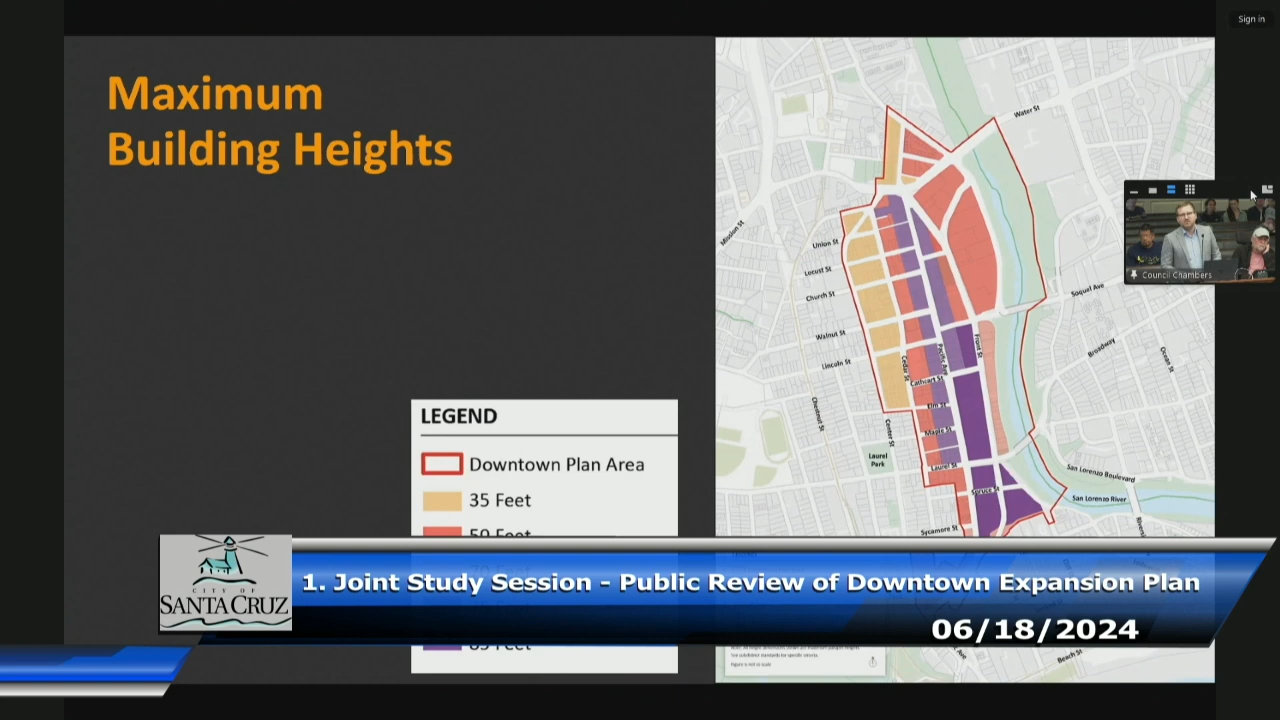 Sign in
Maximum
Building Heights
Water St
Mission St
Union St
Locust St
Church St
Walnut St
Lincoln St
Chestnut St
Cedar St
Pacific Ave
Front St
Cathcart St
Elm St
Maple St
Center St
Laurel
Park
Laurel St
Spruce St
Sycamore St
Soquel Ave
Broadway
Ocean St
San Lorenzo Boulevard
San Lorenzo River
Beach St
Council Chambers
LEGEND
Downtown Plan Area
35 Feet
50 Feet
85 Feet
CITY OF
SANTA CRUZ
1. Joint Study Session - Public Review of Downtown Expansion Plan
06/18/2024